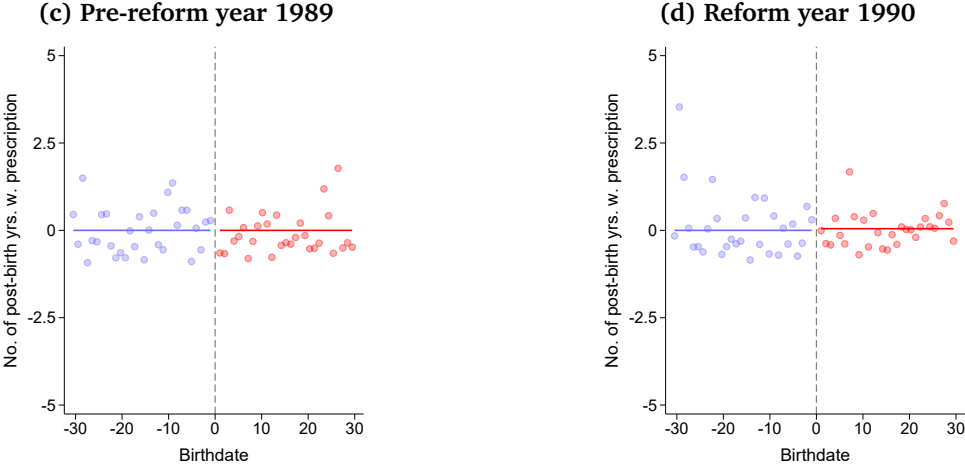 (c) Pre-reform year 1989
No. of post-birth yrs. w. prescription
5
2.5
0
-2.5
-5
-30 -20 -10 0 10 20 30
Birthdate
(d) Reform year 1990
No. of post-birth yrs. w. prescription
5
2.5
0
-2.5
-5
-30 -20 -10 0 10 20 30
Birthdate